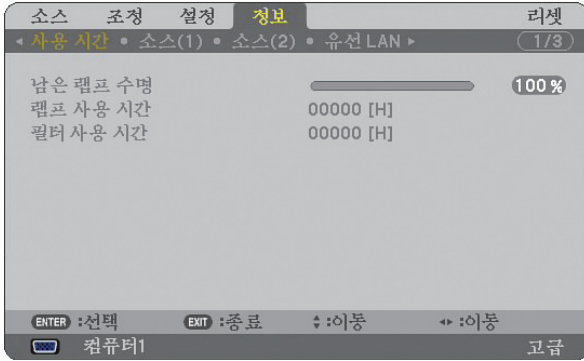 소스 조정 설정 정보 리셋
◂ 사용 시간 • 소스(1) • 소스(2) • 유선 LAN ▸ 1/3
남은 램프 수명 100 %
램프 사용 시간 00000 [H]
필터 사용 시간 00000 [H]
ENTER :선택 EXIT :종료 :이동 :이동
컴퓨터1 고급